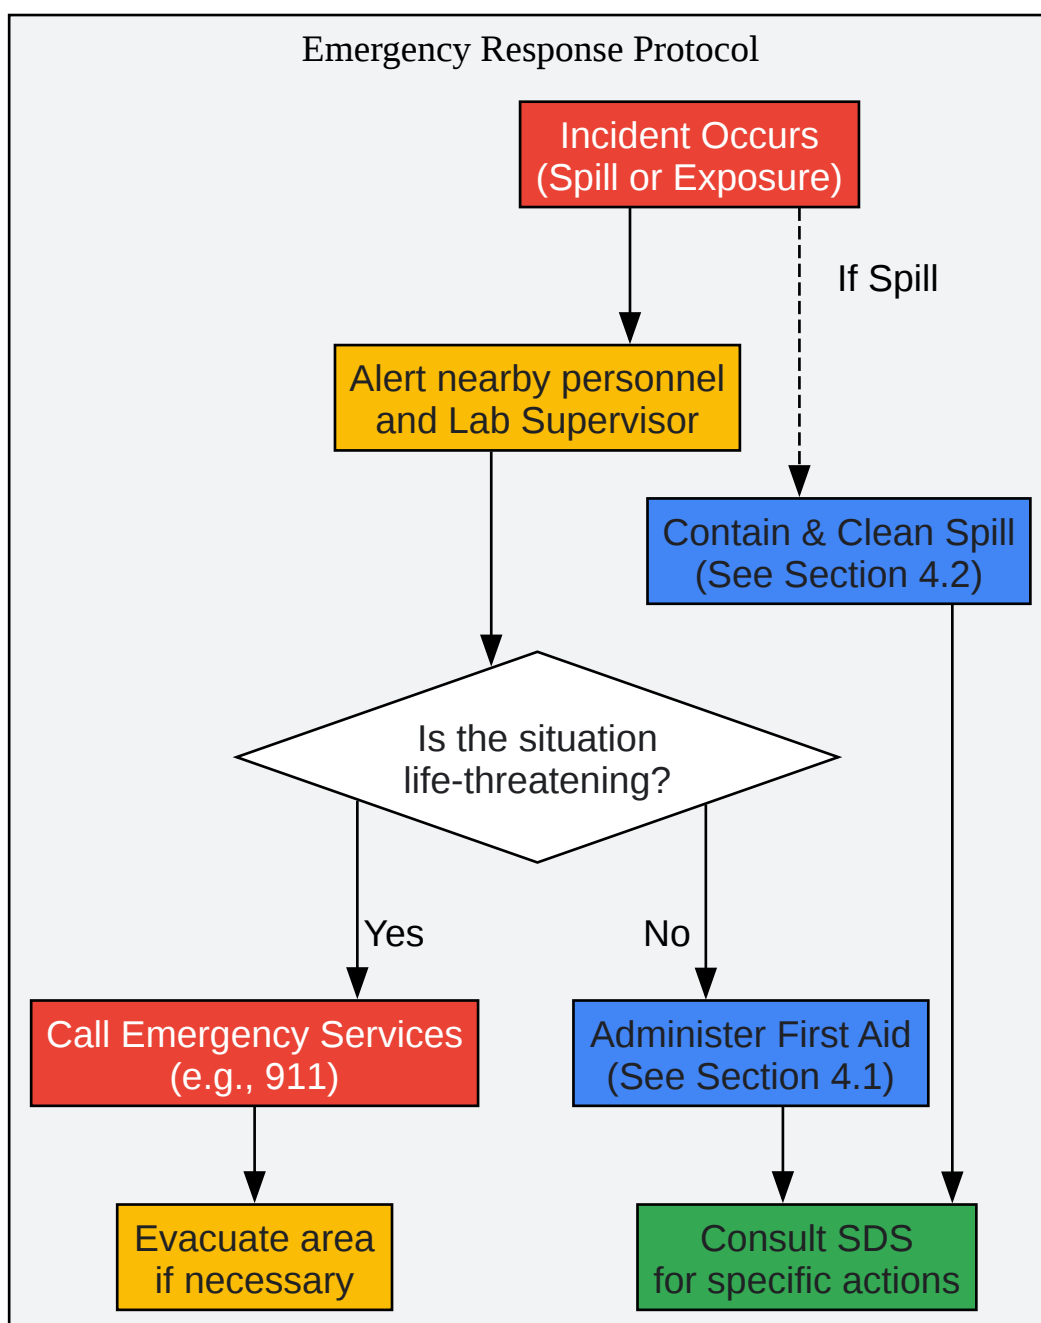 Emergency Response Protocol
Incident Occurs
(Spill or Exposure)
If Spill
Alert nearby personnel
and Lab Supervisor
Contain & Clean Spill
(See Section 4.2)
Is the situation
life-threatening?
Yes
No
Call Emergency Services
(e.g., 911)
Administer First Aid
(See Section 4.1)
Evacuate area
if necessary
Consult SDS
for specific actions